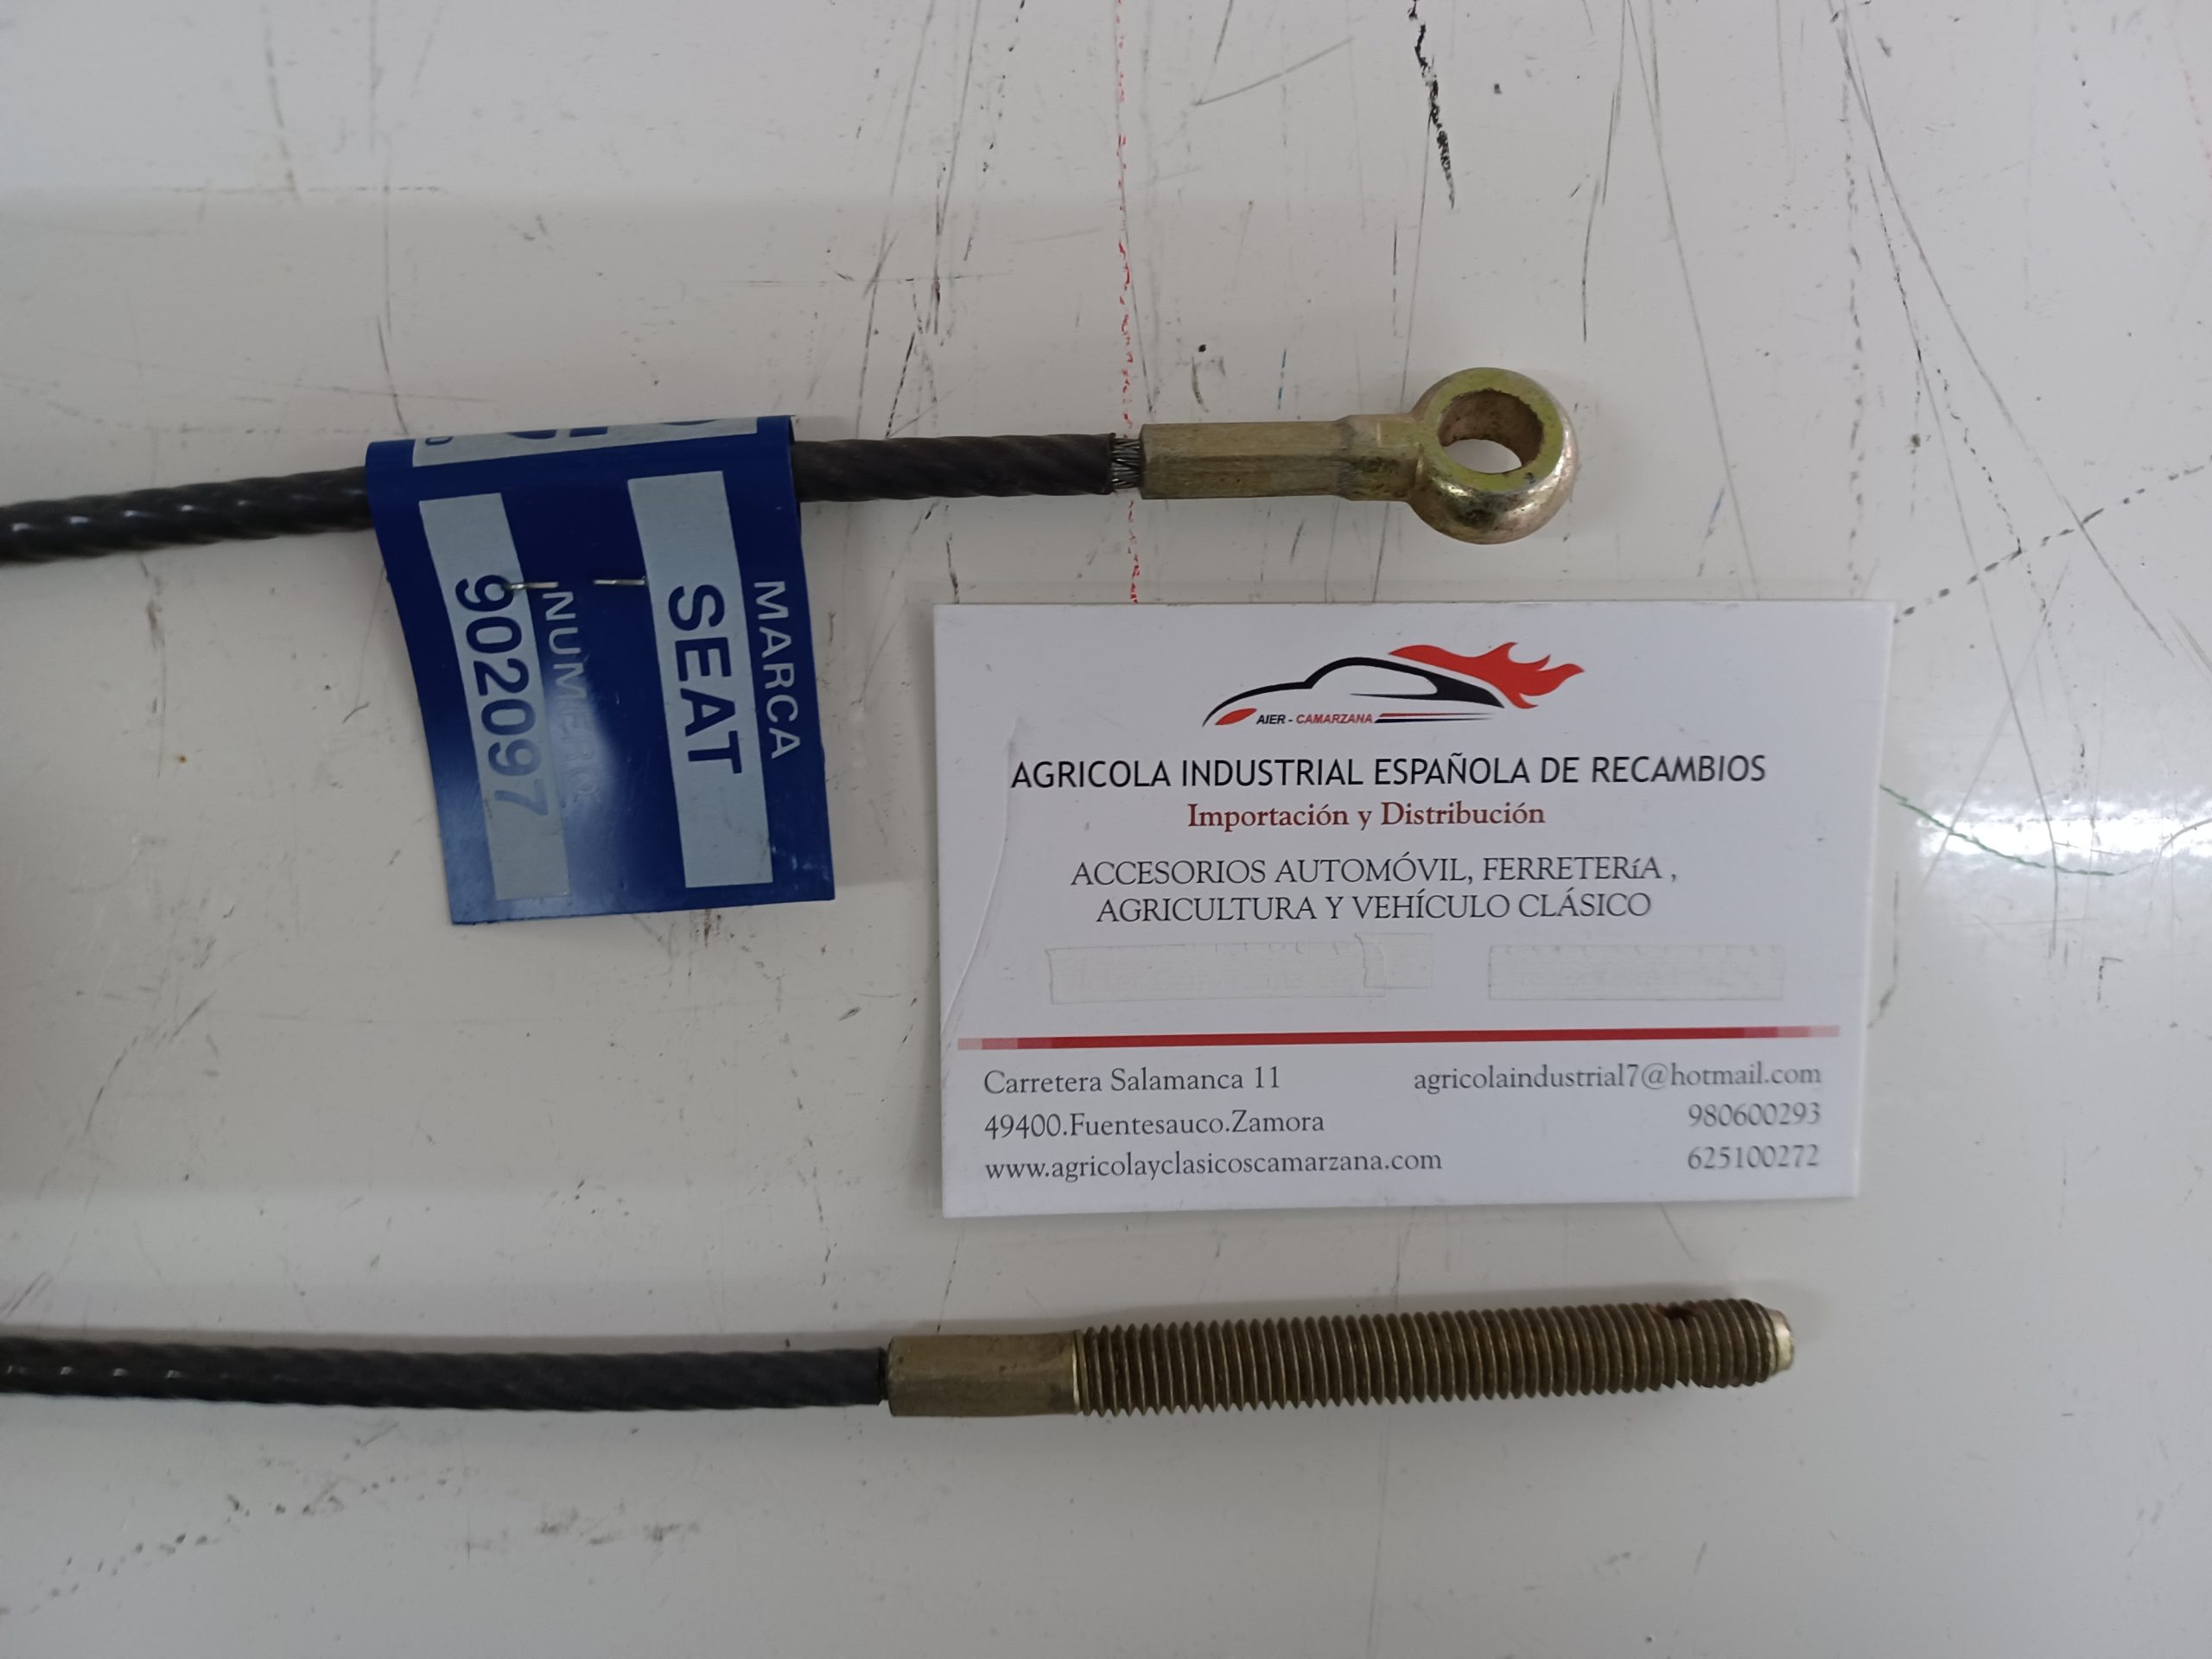 MARCA
SEAT
NUMERO
902097
AIER - CAMARZANA
AGRICOLA INDUSTRIAL ESPAÑOLA DE RECAMBIOS
Importación y Distribución
ACCESORIOS AUTOMÓVIL, FERRETERíA ,
AGRICULTURA Y VEHÍCULO CLÁSICO
Carretera Salamanca 11
49400.Fuentesauco.Zamora
www.agricolayclasicoscamarzana.com
agricolaindustrial7@hotmail.com
980600293
625100272